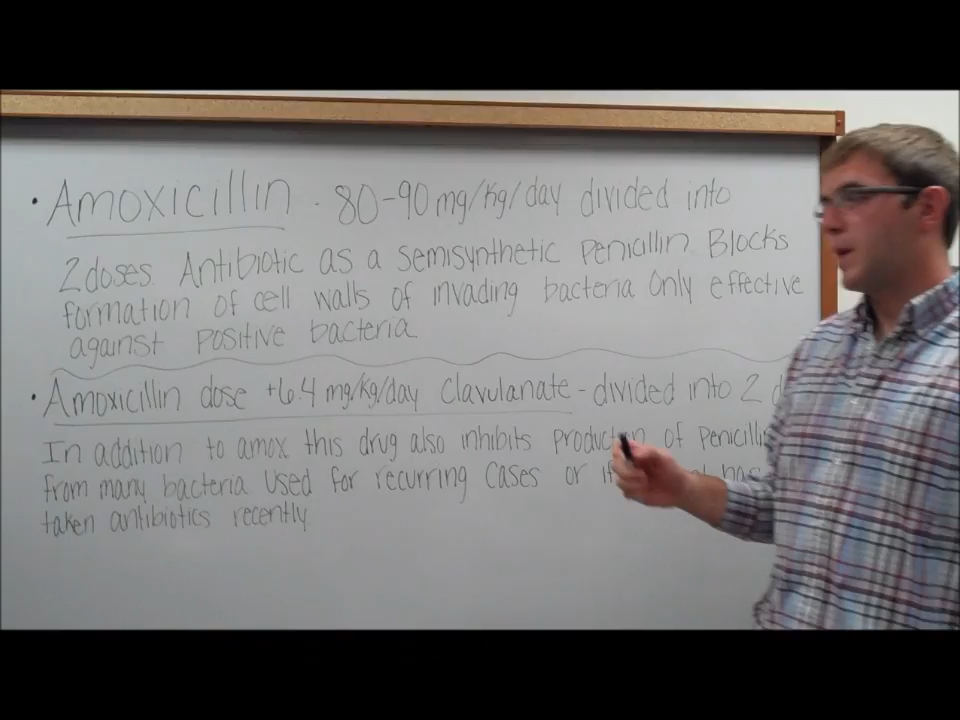 • Amoxicillin - 80-90 mg/kg/day divided into
2 doses. Antibiotic as a semisynthetic Penicillin. Blocks
formation of cell walls of invading bacteria Only effective
against positive bacteria
• Amoxicillin dose +6.4 mg/kg/day Clavulanate - divided into 2
In addition to amox this drug also inhibits production of
from many bacteria Used for recurring cases or has
taken antibiotics recently